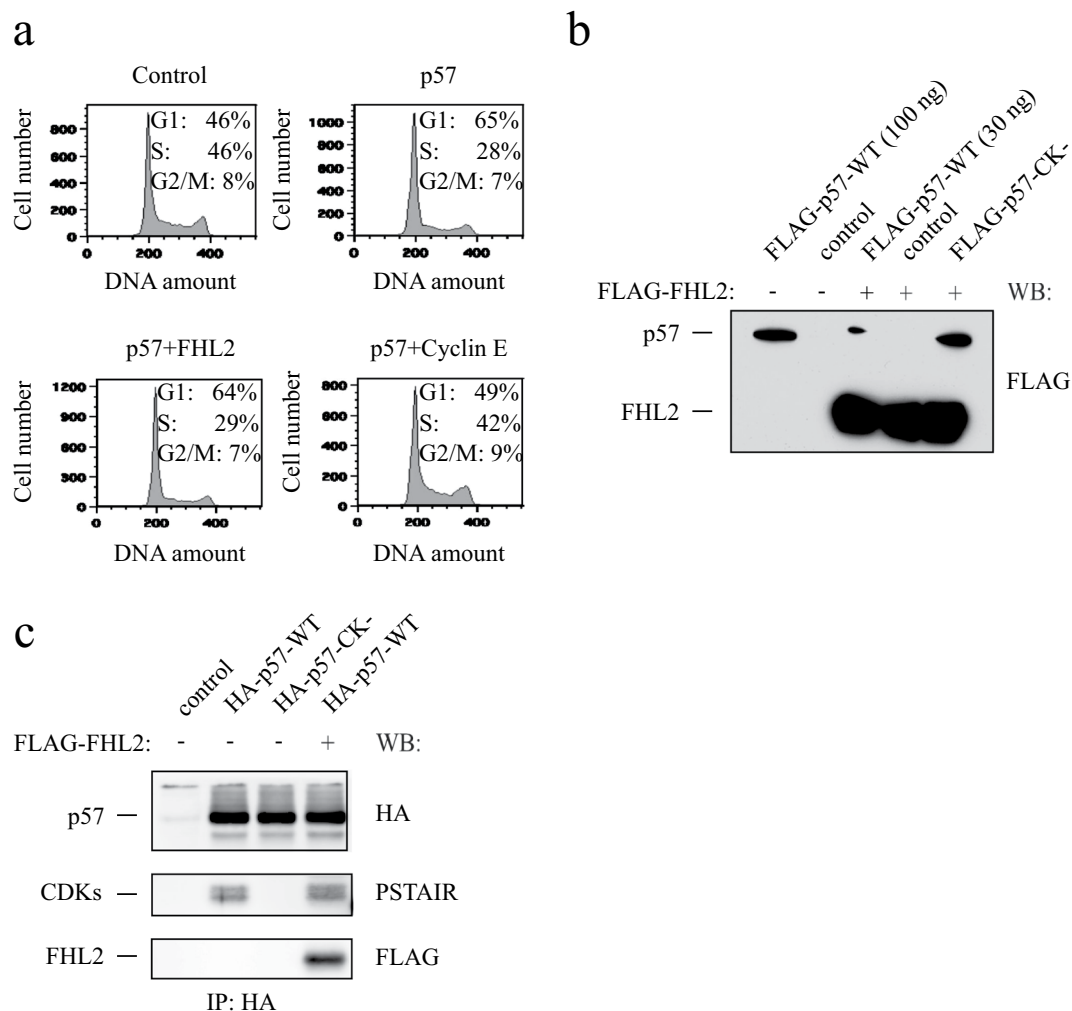 a
Control
Cell number
800
600
400
200
0
0 200 400
DNA amount
G1: 46%
S: 46%
G2/M: 8%
p57
Cell number
1000
800
600
400
200
0
0 200 400
DNA amount
G1: 65%
S: 28%
G2/M: 7%
p57+FHL2
Cell number
1200
900
600
300
0
0 200 400
DNA amount
G1: 64%
S: 29%
G2/M: 7%
p57+Cyclin E
Cell number
800
600
400
200
0
0 200 400
DNA amount
G1: 49%
S: 42%
G2/M: 9%
b
FLAG-p57-WT (100 ng)
control
FLAG-p57-WT (30 ng)
control
FLAG-p57-CK-
FLAG-FHL2: - - + + + WB:
p57 —
FHL2 —
FLAG
c
control
HA-p57-WT
HA-p57-CK-
HA-p57-WT
FLAG-FHL2: - - - + WB:
p57 — HA
CDKs — PSTAIR
FHL2 — FLAG
IP: HA